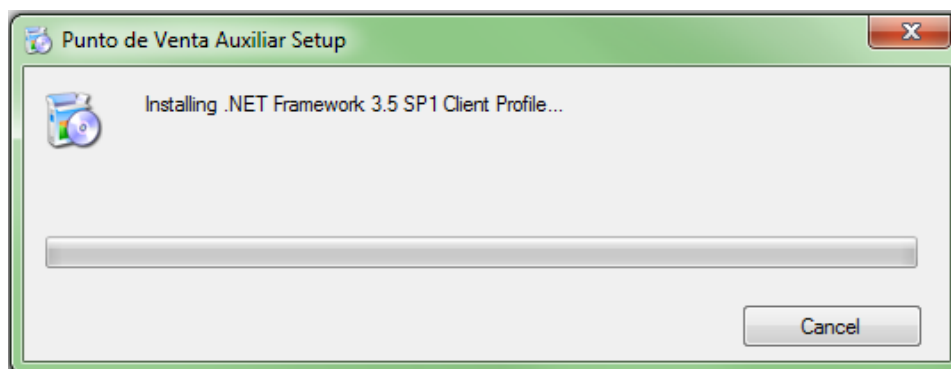 Punto de Venta Auxiliar Setup
Installing .NET Framework 3.5 SP1 Client Profile...
Cancel